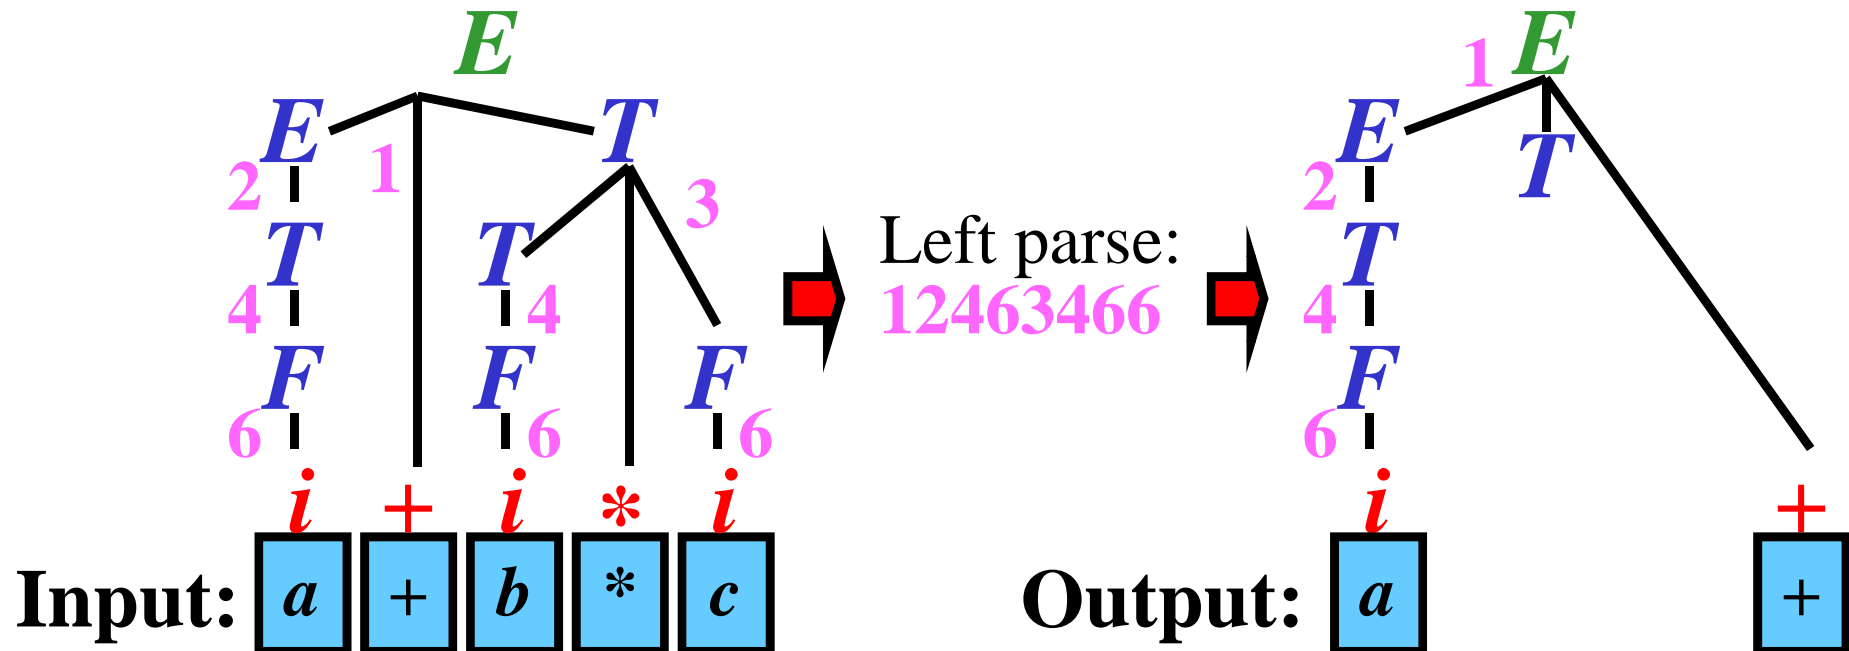 E
E T
2 1 3
T T
4 4
F F F
6 6 6
i + i * i
Input: a + b * c
Left parse:
12463466
1 E
E
2 T
T
4
F
6
i +
Output: a +